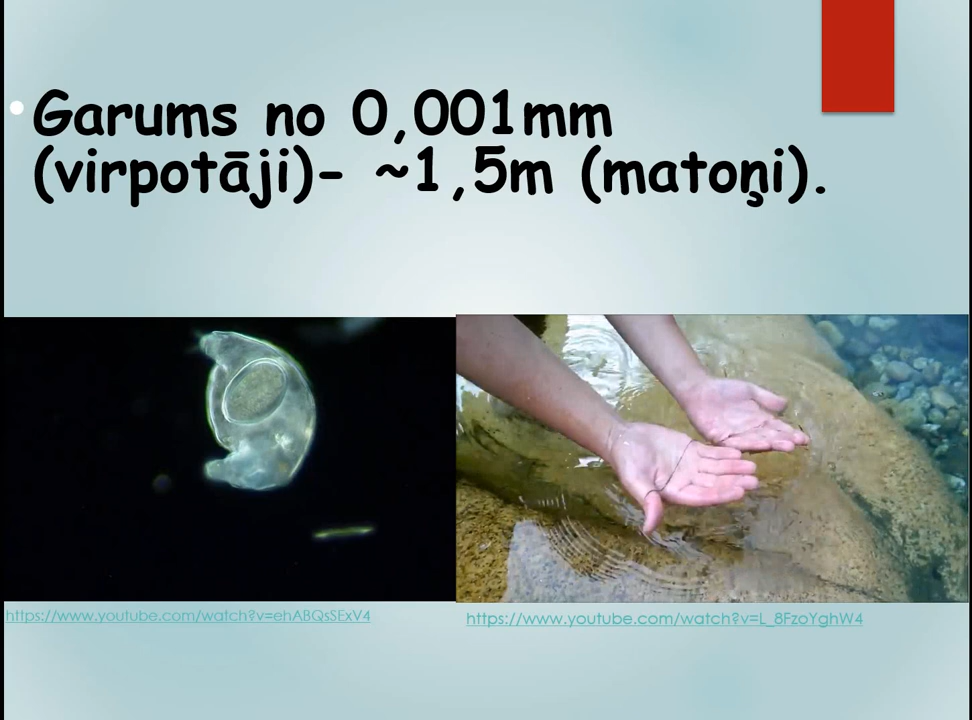 Garums no 0,001mm
(virpotāji)- ~1,5m (matoņi).
https://www.youtube.com/watch?v=ehABQsSExV4
https://www.youtube.com/watch?v=L_8FzoYghW4